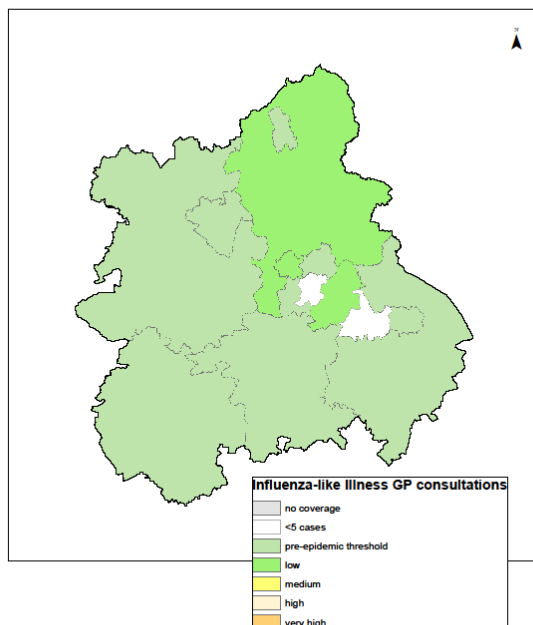 N
Influenza-like Illness GP consultations
no coverage
<5 cases
pre-epidemic threshold
low
medium
high
very high